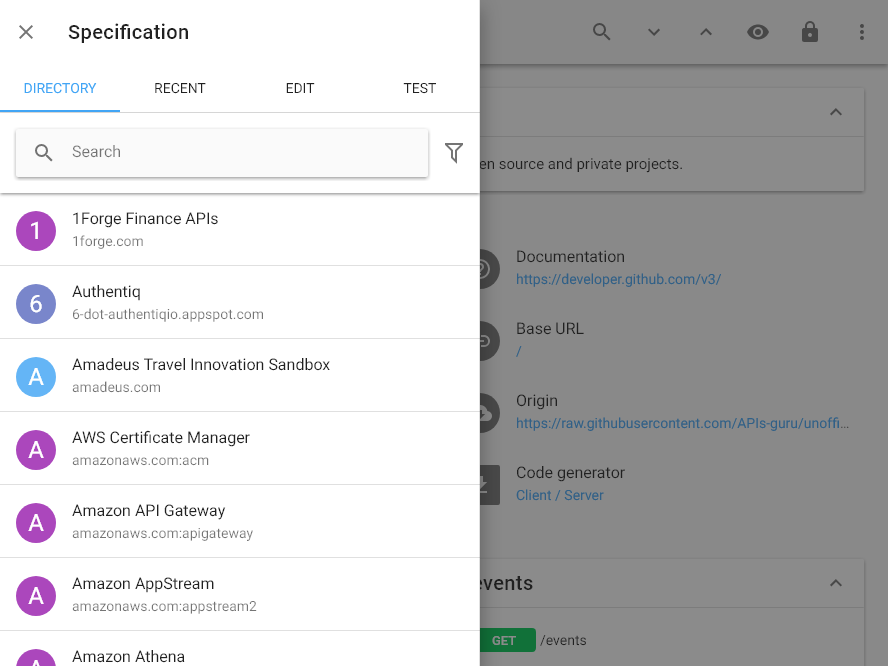 Specification
DIRECTORY
RECENT
EDIT
TEST
Search
1
1Forge Finance APIs
1forge.com
6
Authentiq
6-dot-authentiqio.appspot.com
A
Amadeus Travel Innovation Sandbox
amadeus.com
A
AWS Certificate Manager
amazonaws.com:acm
A
Amazon API Gateway
amazonaws.com:apigateway
A
Amazon AppStream
amazonaws.com:appstream2
A
Amazon Athena
en source and private projects.
Documentation
https://developer.github.com/v3/
Base URL
/
Origin
https://raw.githubusercontent.com/APIs-guru/unoffi...
Code generator
Client / Server
events
GET
/events